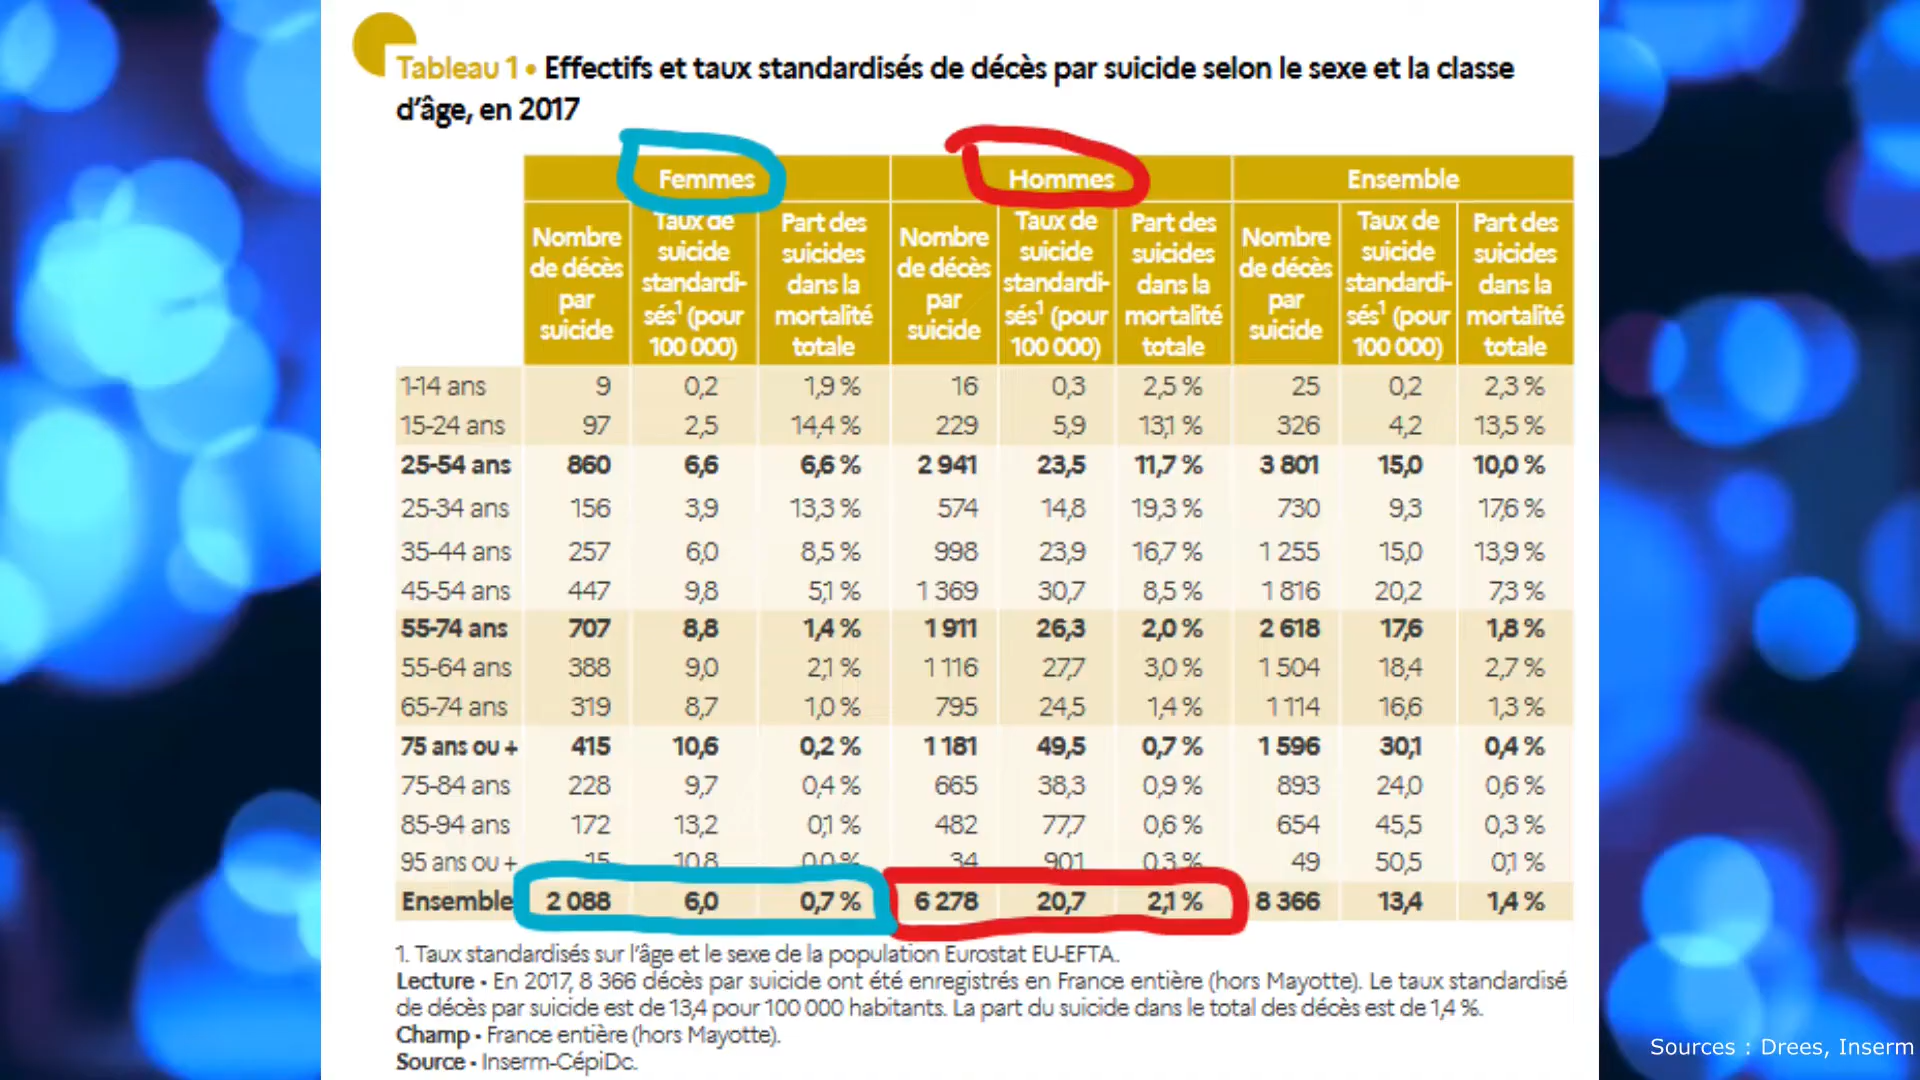 Tableau 1 • Effectifs et taux standardisés de décès par suicide selon le sexe et la classe
d'âge, en 2017
Femmes Hommes Ensemble
Nombre de décès par suicide Taux de suicide standardi-sés¹ (pour 100 000) Part des suicides dans la mortalité totale Nombre de décès par suicide Taux de suicide standardi-sés¹ (pour 100 000) Part des suicides dans la mortalité totale Nombre de décès par suicide Taux de suicide standardi-sés¹ (pour 100 000) Part des suicides dans la mortalité totale
1-14 ans 9 0,2 1,9 % 16 0,3 2,5 % 25 0,2 2,3 %
15-24 ans 97 2,5 14,4 % 229 5,9 13,1 % 326 4,2 13,5 %
25-54 ans 860 6,6 6,6 % 2 941 23,5 11,7 % 3 801 15,0 10,0 %
25-34 ans 156 3,9 13,3 % 574 14,8 19,3 % 730 9,3 17,6 %
35-44 ans 257 6,0 8,5 % 998 23,9 16,7 % 1 255 15,0 13,9 %
45-54 ans 447 9,8 5,1 % 1 369 30,7 8,5 % 1 816 20,2 7,3 %
55-74 ans 707 8,8 1,4 % 1 911 26,3 2,0 % 2 618 17,6 1,8 %
55-64 ans 388 9,0 2,1 % 1 116 27,7 3,0 % 1 504 18,4 2,7 %
65-74 ans 319 8,7 1,0 % 795 24,5 1,4 % 1 114 16,6 1,3 %
75 ans ou + 415 10,6 0,2 % 1 181 49,5 0,7 % 1 596 30,1 0,4 %
75-84 ans 228 9,7 0,4 % 665 38,3 0,9 % 893 24,0 0,6 %
85-94 ans 172 13,2 0,1 % 482 77,7 0,6 % 654 45,5 0,3 %
95 ans ou + 15 10,8 0,0 % 34 90,1 0,3 % 49 50,5 0,1 %
Ensemble 2 088 6,0 0,7 % 6 278 20,7 2,1 % 8 366 13,4 1,4 %
1. Taux standardisés sur l'âge et le sexe de la population Eurostat EU-EFTA.
Lecture • En 2017, 8 366 décès par suicide ont été enregistrés en France entière (hors Mayotte). Le taux standardisé
de décès par suicide est de 13,4 pour 100 000 habitants. La part du suicide dans le total des décès est de 1,4 %.
Champ • France entière (hors Mayotte).
Source • Inserm-CépiDc.
Sources : Drees, Inserm